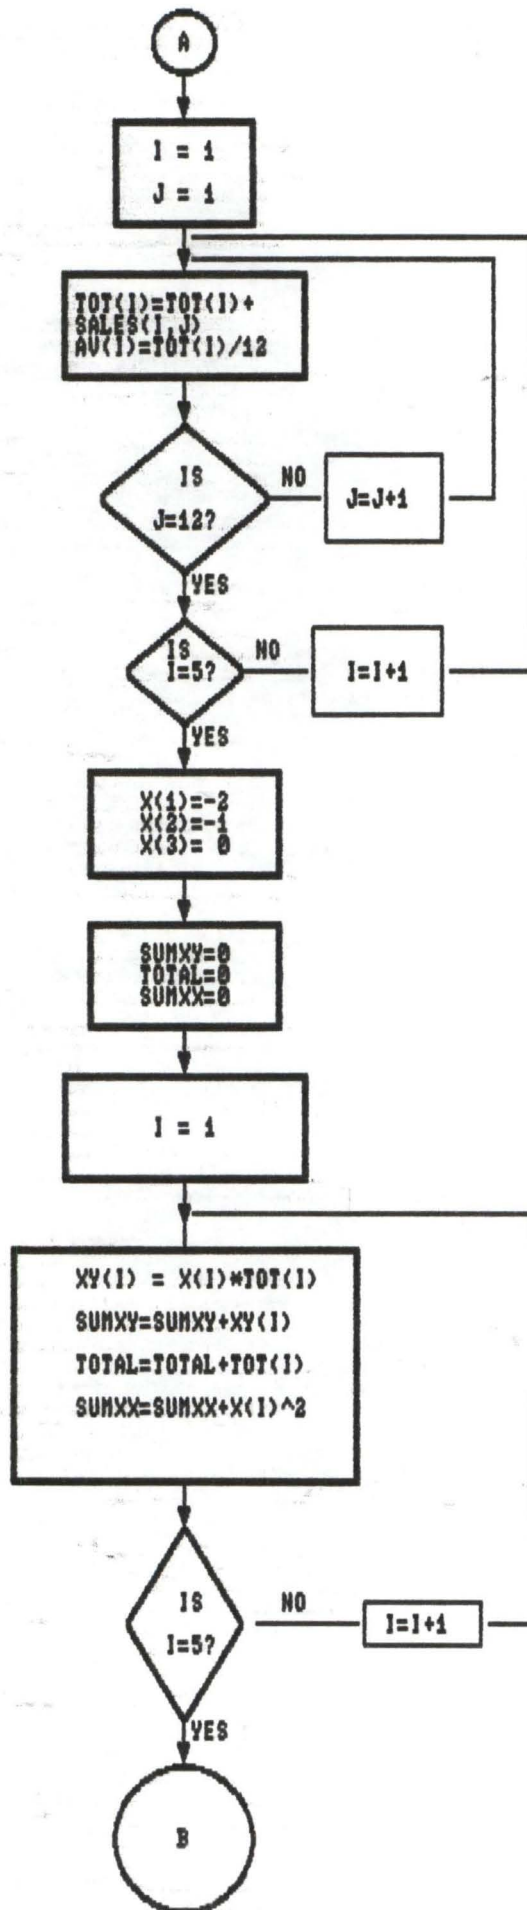 A
I = 1
J = 1
TOT(I)=TOT(I)+
SALES(I,J)
AV(I)=TOT(I)/12
IS
J=12?
NO
J=J+1
YES
IS
I=5?
NO
I=I+1
YES
X(1)=-2
X(2)=-1
X(3)= 0
SUMXY=0
TOTAL=0
SUMXX=0
I = 1
XY(I) = X(I)*TOT(I)
SUMXY=SUMXY+XY(I)
TOTAL=TOTAL+TOT(I)
SUMXX=SUMXX+X(I)^2
IS
I=5?
NO
I=I+1
YES
B